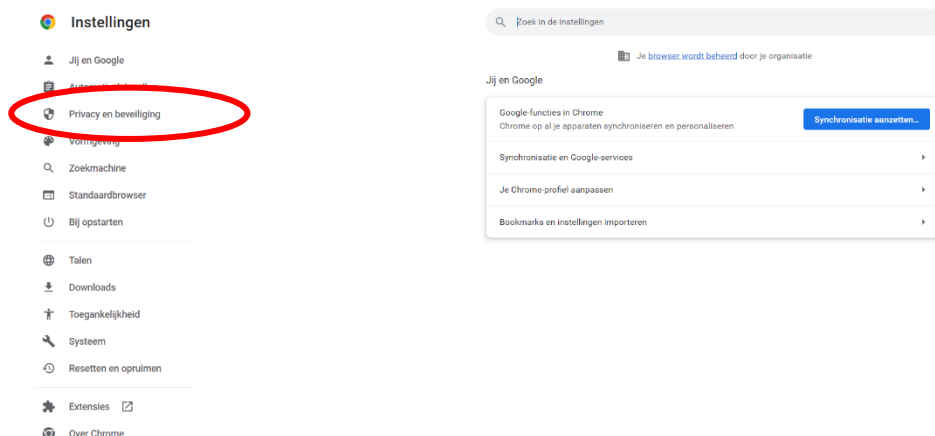 Instellingen
Zoek in de instellingen
Je browser wordt beheerd door je organisatie
Jij en Google
Privacy en beveiliging
Vormgeving
Zoekmachine
Standaardbrowser
Bij opstarten
Talen
Downloads
Toegankelijkheid
Systeem
Resetten en opruimen
Extensies
Over Chrome
Jij en Google
Google-functies in Chrome
Chrome op al je apparaten synchroniseren en personaliseren
Synchronisatie aanzetten...
Synchronisatie en Google-services
Je Chrome-profiel aanpassen
Bookmarks en instellingen importeren